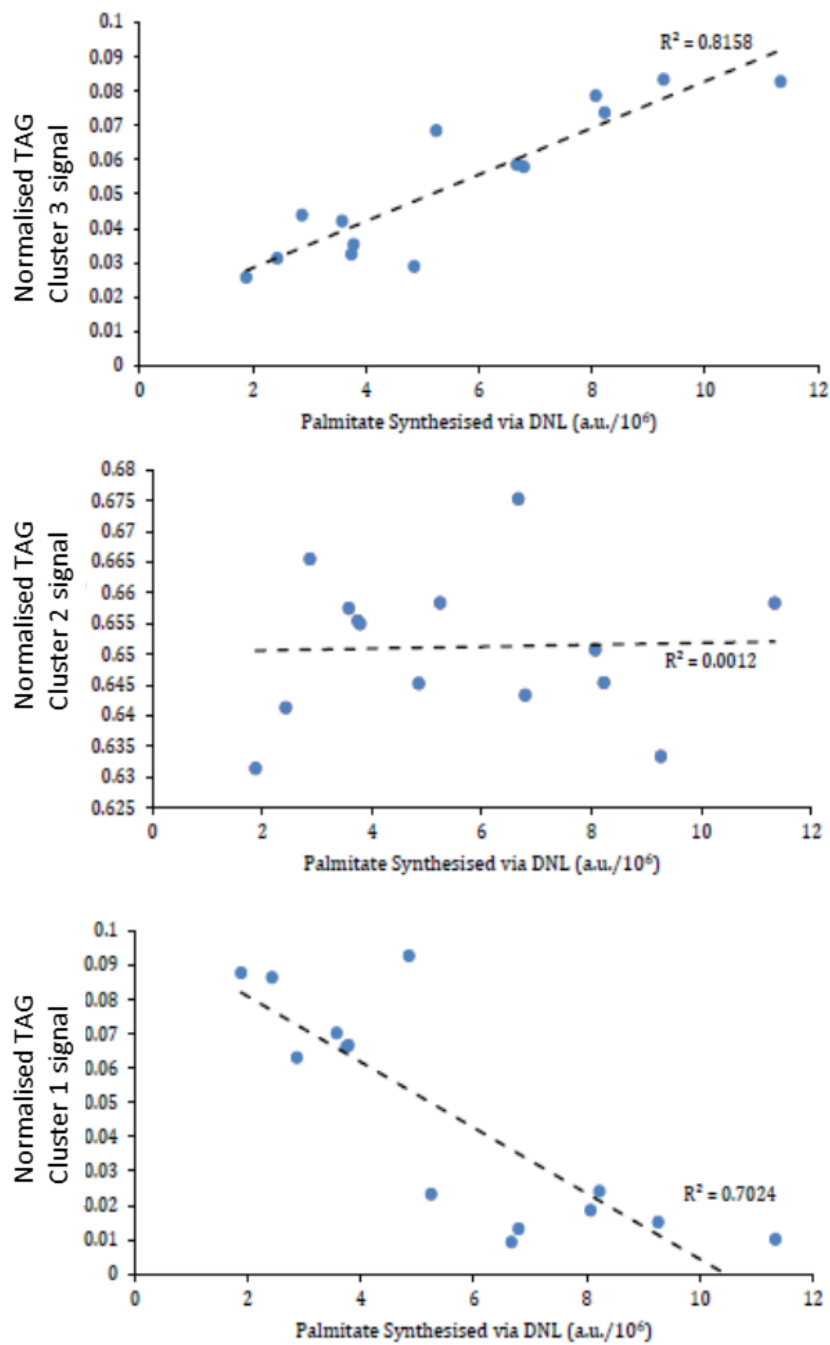 Normalised TAG
Cluster 3 signal
0.1
0.09
0.08
0.07
0.06
0.05
0.04
0.03
0.02
0.01
0
R² = 0.8158
0 2 4 6 8 10 12
Palmitate Synthesised via DNL (a.u./10⁶)
Normalised TAG
Cluster 2 signal
0.68
0.675
0.67
0.665
0.66
0.655
0.65
0.645
0.64
0.635
0.63
0.625
R² = 0.0012
0 2 4 6 8 10 12
Palmitate Synthesised via DNL (a.u./10⁶)
Normalised TAG
Cluster 1 signal
0.1
0.09
0.08
0.07
0.06
0.05
0.04
0.03
0.02
0.01
0
R² = 0.7024
0 2 4 6 8 10 12
Palmitate Synthesised via DNL (a.u./10⁶)